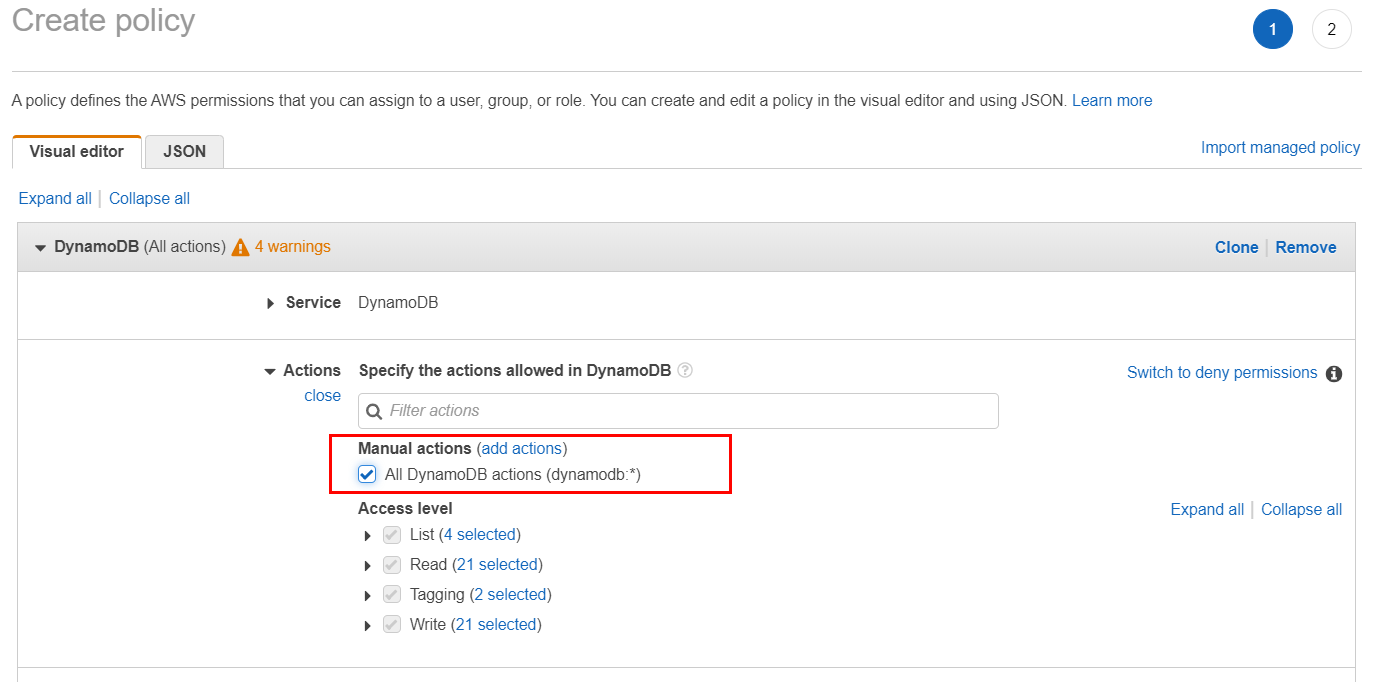 Create policy
1 2
A policy defines the AWS permissions that you can assign to a user, group, or role. You can create and edit a policy in the visual editor and using JSON. Learn more
Visual editor JSON Import managed policy
Expand all | Collapse all
DynamoDB (All actions) 4 warnings Clone | Remove
Service DynamoDB
Actions Specify the actions allowed in DynamoDB ? Switch to deny permissions i
close
Filter actions
Manual actions (add actions)
All DynamoDB actions (dynamodb:*)
Access level Expand all | Collapse all
List (4 selected)
Read (21 selected)
Tagging (2 selected)
Write (21 selected)